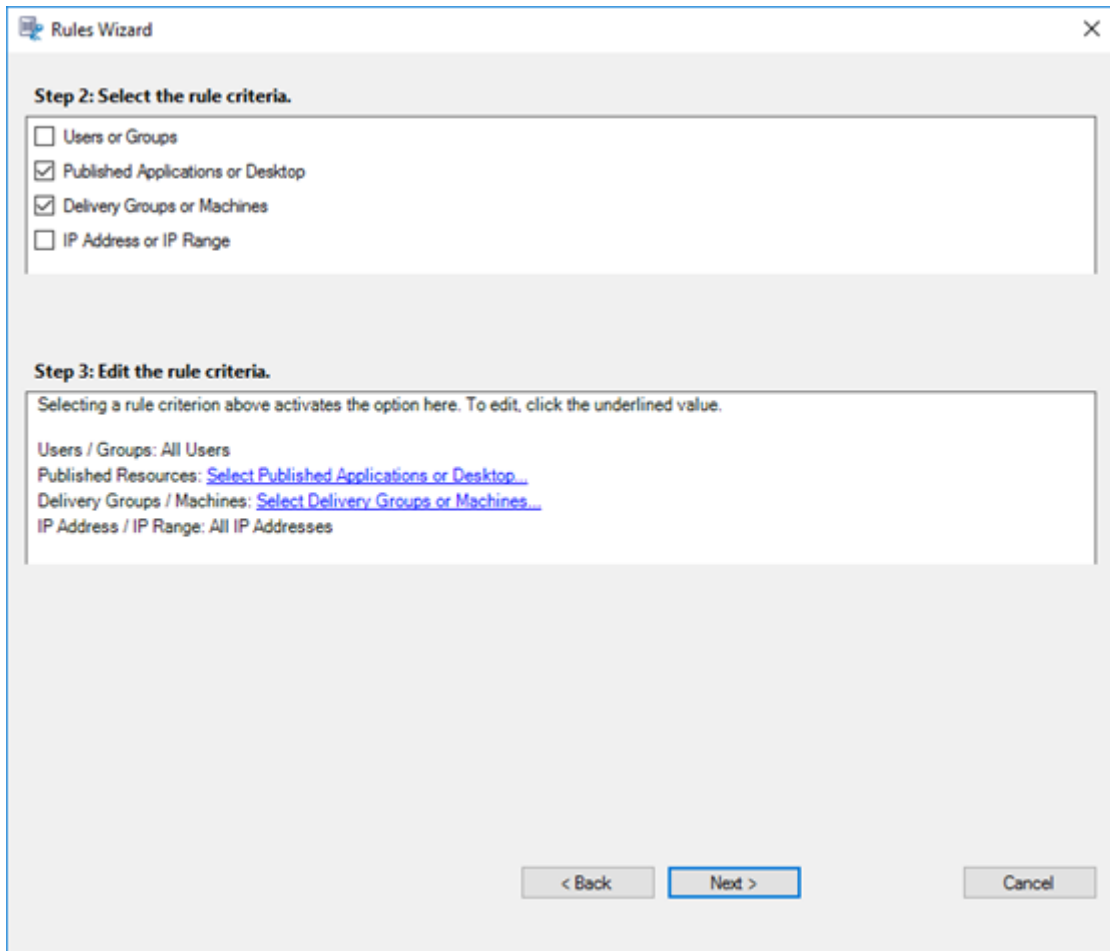 Rules Wizard
Step 2: Select the rule criteria.
Users or Groups
Published Applications or Desktop
Delivery Groups or Machines
IP Address or IP Range
Step 3: Edit the rule criteria.
Selecting a rule criterion above activates the option here. To edit, click the underlined value.
Users / Groups: All Users
Published Resources: Select Published Applications or Desktop...
Delivery Groups / Machines: Select Delivery Groups or Machines...
IP Address / IP Range: All IP Addresses
< Back
Next >
Cancel